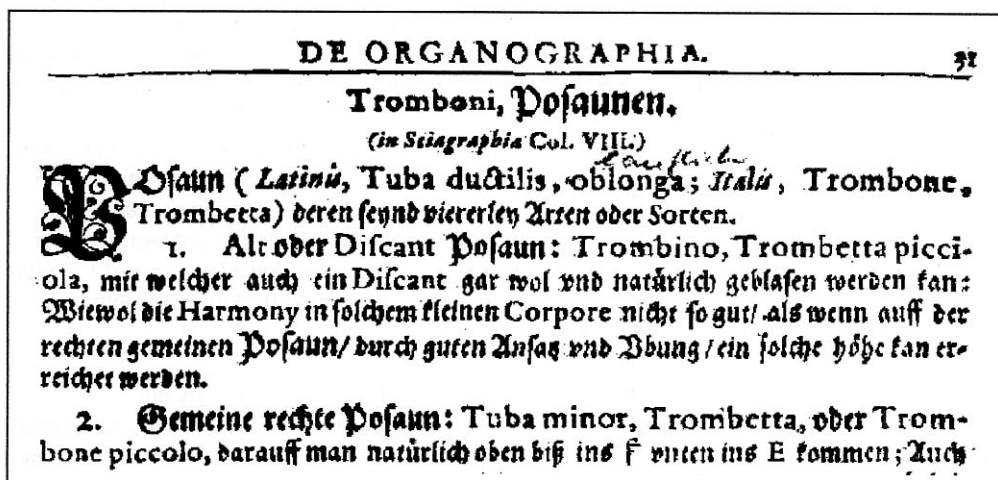 DE ORGANOGRAPHIA. 31
Tromboni, Poſaunen.
(in Sciagraphia Col. VIII.)
POſaun ( Latinis, Tuba ductilis, oblonga; Italis, Trombone,
Trombetta) deren ſeynd viererley Arten oder Sorten.
1. Alt oder Diſcant Poſaun: Trombino, Trombetta picci-
ola, mit welcher auch ein Diſcant gar wol vnd natürlich geblaſen werden kan:
Wiewol die Harmony in ſolchem kleinen Corpore nicht ſo gut/ als wenn auff der
rechten gemeinen Poſaun/ durch guten Anſatz vnd Vbung/ ein ſolche höhe kan er-
reichet werden.
2. Gemeine rechte Poſaun: Tuba minor, Trombetta, oder Trom-
bone piccolo, darauff man natürlich oben biß ins f̄ vnten ins E kommen; Auch